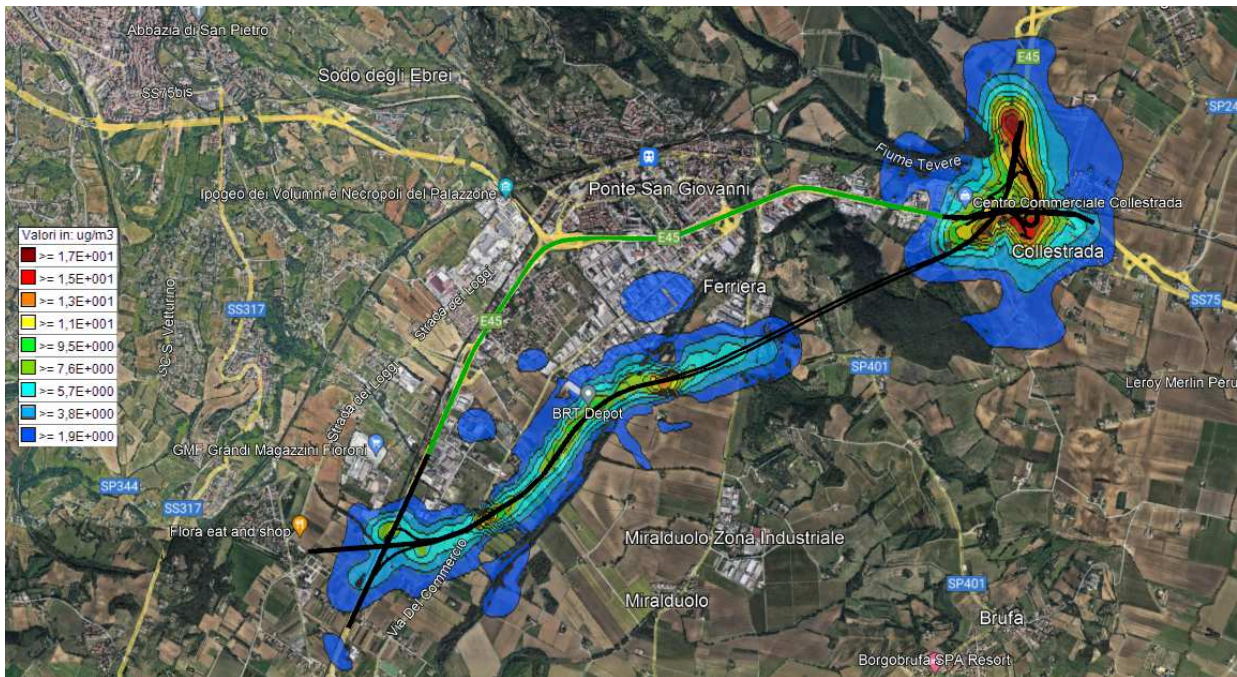 Abbazia di San Pietro
E45
Sodo degli Ebrei
SS75bis
SP24
Fiume Tevere
Ipogeo dei Volumni e Necropoli del Palazzone
Ponte San Giovanni
Centro Commerciale Collestrada
E45
Collestrada
Valori in: ug/m3
>= 1,7E+001
>= 1,5E+001
>= 1,3E+001
>= 1,1E+001
>= 9,5E+000
>= 7,6E+000
>= 5,7E+000
>= 3,8E+000
>= 1,9E+000
Strada dei Loggi
Ferriera
SS75
SS317
E45
SP401
Strada dei Loggi
Leroy Merlin Peru
BRT Depot
GMF Grandi Magazzini Fioroni
SP344
SS317
Flora eat and shop
Miralduolo Zona Industriale
Via Del Commercio
SP401
Miralduolo
Brufa
Borgobrufa SPA Resort